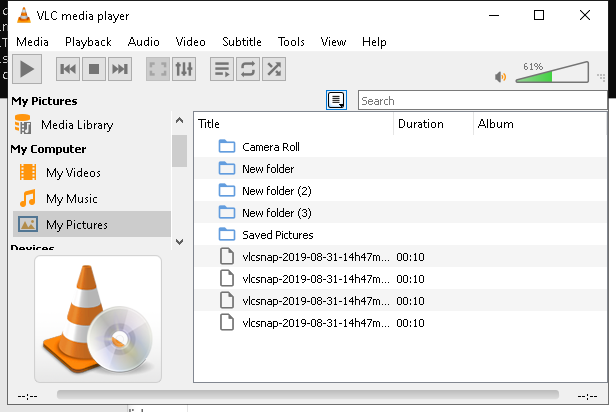 VLC media player
Media Playback Audio Video Subtitle Tools View Help
61%
My Pictures
Search
Media Library
Title Duration Album
My Computer
Camera Roll
My Videos
New folder
My Music
New folder (2)
My Pictures
New folder (3)
Devices
Saved Pictures
vlcsnap-2019-08-31-14h47m... 00:10
vlcsnap-2019-08-31-14h47m... 00:10
vlcsnap-2019-08-31-14h47m... 00:10
vlcsnap-2019-08-31-14h47m... 00:10
--:-- --:--